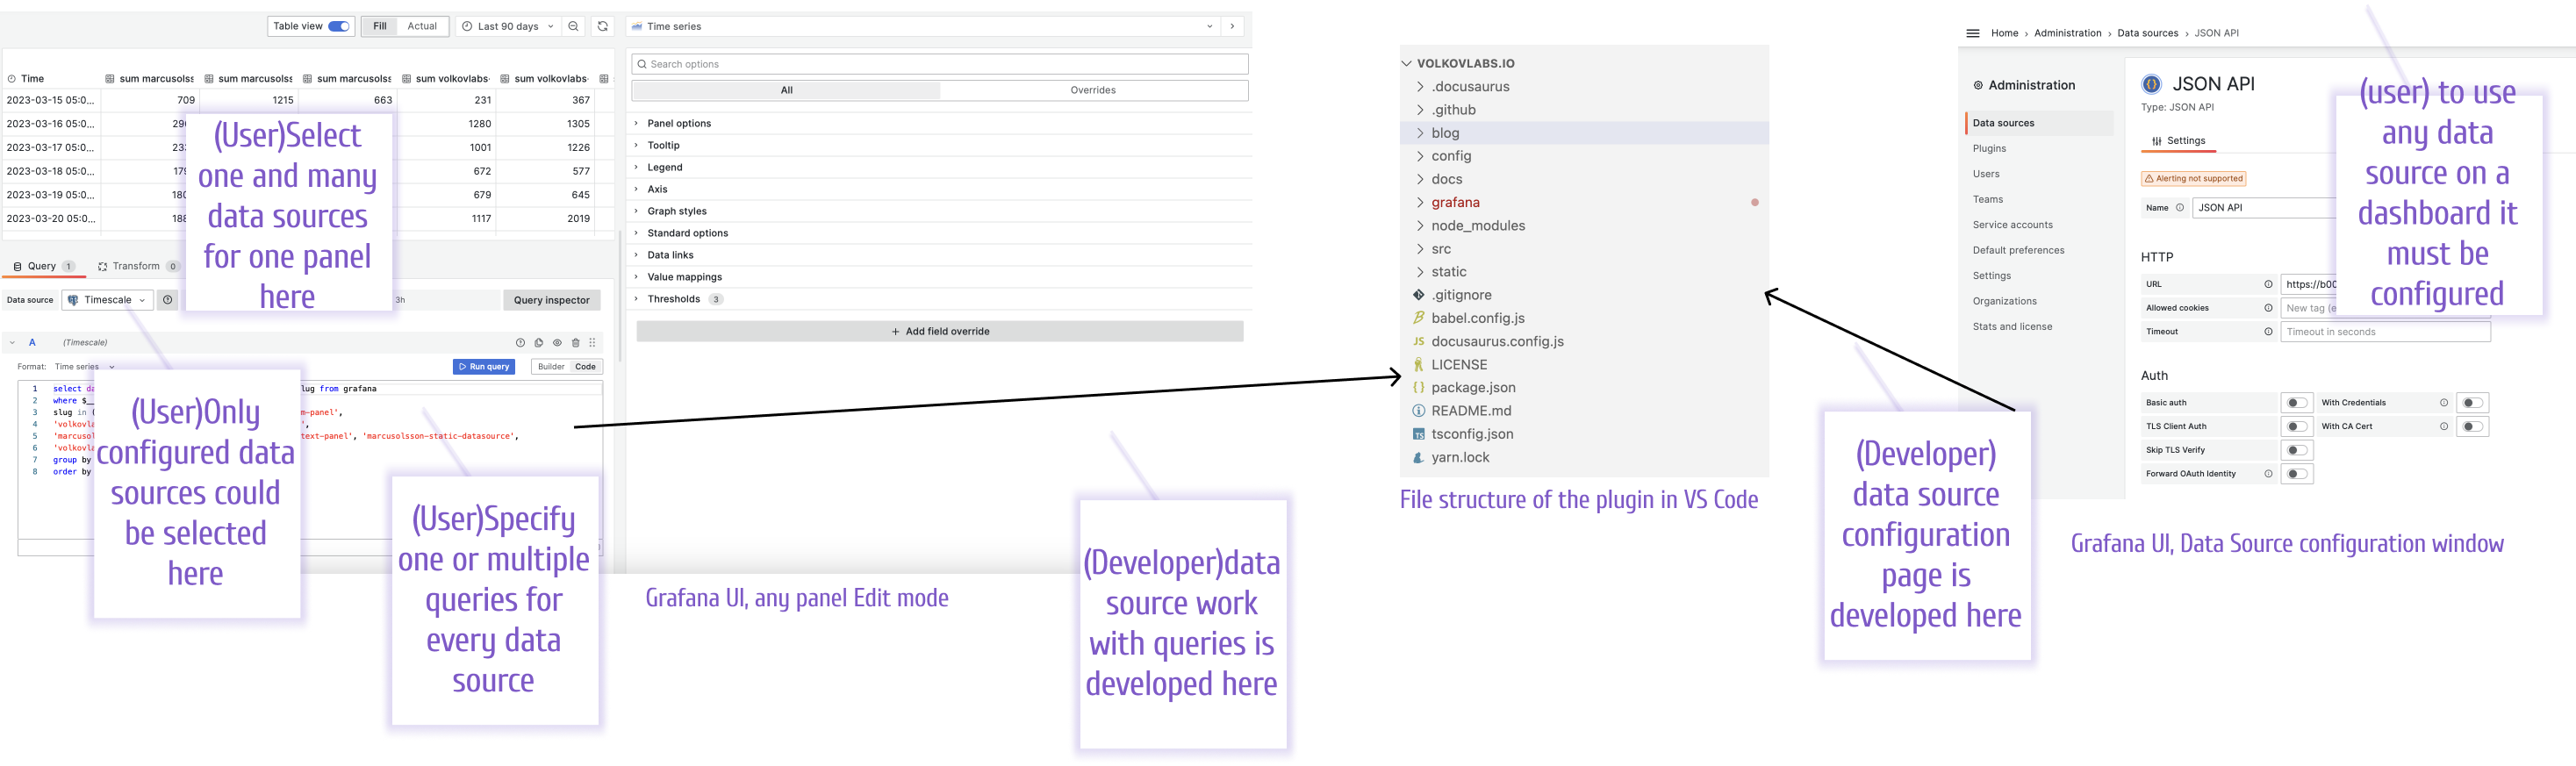 Table view
Fill
Actual
Last 90 days
Time series
Search options
All
Overrides
Panel options
Tooltip
Legend
Axis
Graph styles
Standard options
Data links
Value mappings
Thresholds 3
+ Add field override
Time
sum marcusolss
sum marcusolss
sum marcusolss
sum volkovlabs-
sum volkovlabs-
2023-03-15 05:0... 709 1215 663 231 367
2023-03-16 05:0... 1280 1305
2023-03-17 05:0... 1001 1226
2023-03-18 05:0... 672 577
2023-03-19 05:0... 679 645
2023-03-20 05:0... 1117 2019
(User)Select
one and many
data sources
for one panel
here
Query 1
Transform 0
Data source
Timescale
3h
Query inspector
A (Timescale)
Format: Time series
Run query
Builder
Code
1 select lug from grafana
2 where
3 slug in m-panel',
4
5 text-panel', 'marcusolsson-static-datasource',
6
7 group by
8 order by
(User)Only
configured data
sources could
be selected
here
(User)Specify
one or multiple
queries for
every data
source
Grafana UI, any panel Edit mode
(Developer)data
source work
with queries is
developed here
VOLKOVLABS.IO
.docusaurus
.github
blog
config
docs
grafana
node_modules
src
static
.gitignore
babel.config.js
docusaurus.config.js
LICENSE
package.json
README.md
tsconfig.json
yarn.lock
File structure of the plugin in VS Code
(Developer)
data source
configuration
page is
developed here
Home › Administration › Data sources › JSON API
Administration
Data sources
Plugins
Users
Teams
Service accounts
Default preferences
Settings
Organizations
Stats and license
JSON API
Type: JSON API
Settings
Alerting not supported
Name JSON API
HTTP
URL https://b00
Allowed cookies New tag (e
Timeout Timeout in seconds
Auth
Basic auth With Credentials
TLS Client Auth With CA Cert
Skip TLS Verify
Forward OAuth Identity
(user) to use
any data
source on a
dashboard it
must be
configured
Grafana UI, Data Source configuration window